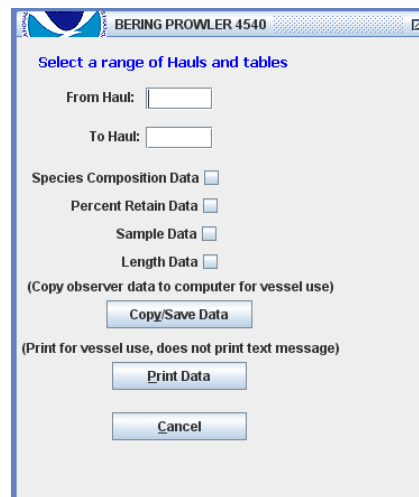 BERING PROWLER 4540
Select a range of Hauls and tables
From Haul:
To Haul:
Species Composition Data
Percent Retain Data
Sample Data
Length Data
(Copy observer data to computer for vessel use)
Copy/Save Data
(Print for vessel use, does not print text message)
Print Data
Cancel